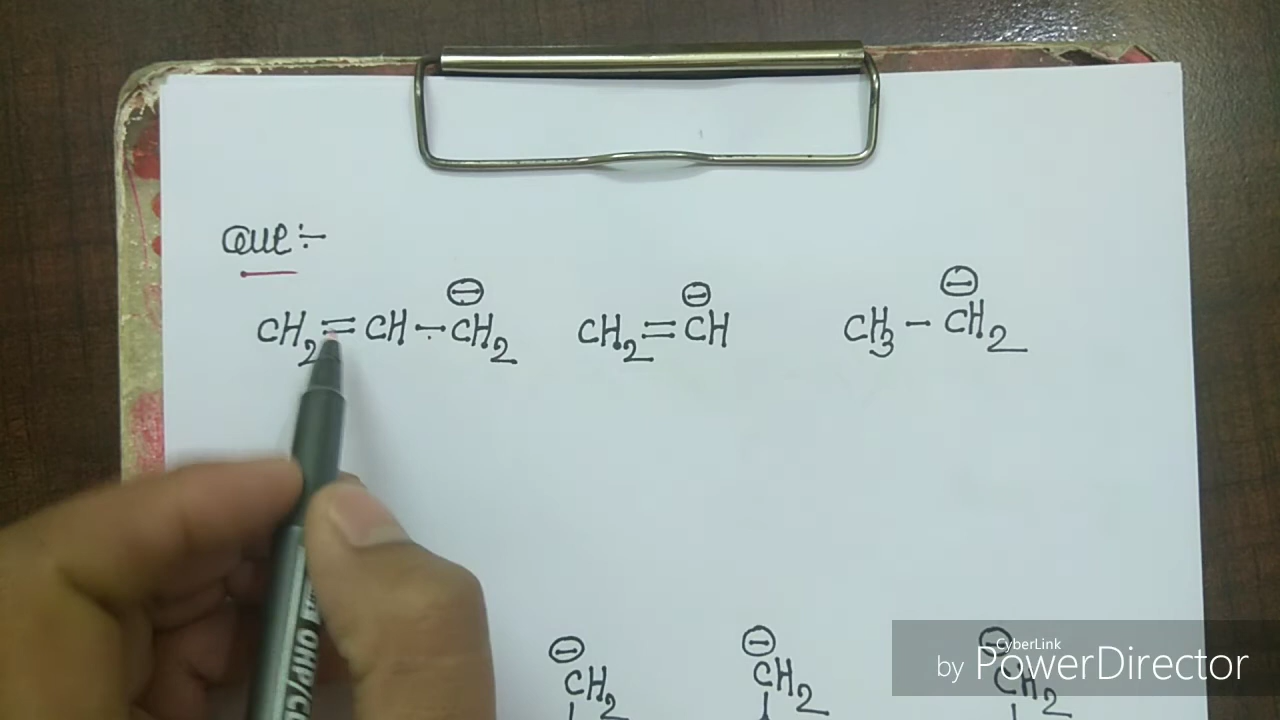 Que :-
CH₂=CH-CH₂⊖ CH₂=CH⊖ CH₃-CH₂⊖
⊖ ⊖ ⊖
CH₂ CH₂ CH₂
CyberLink
by PowerDirector